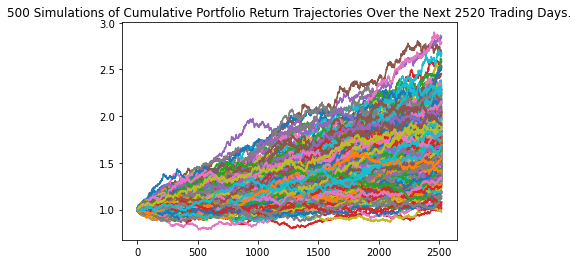 500 Simulations of Cumulative Portfolio Return Trajectories Over the Next 2520 Trading Days.
3.0
2.5
2.0
1.5
1.0
0 500 1000 1500 2000 2500